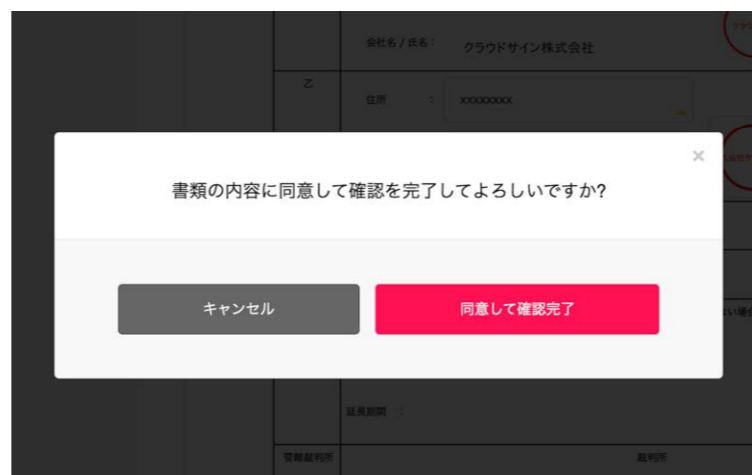 会社名 / 氏名：
クラウドサイン株式会社
乙
住所 ：
xxxxxxxx
×
書類の内容に同意して確認を完了してよろしいですか?
キャンセル
同意して確認完了
延長期間 ：
管轄裁判所
裁判所